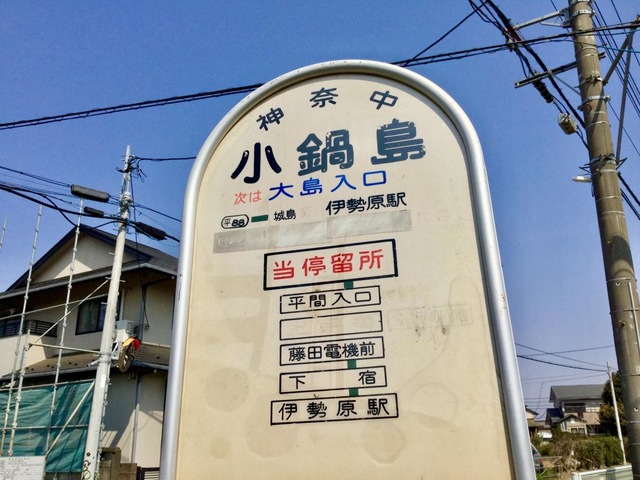 神奈中
小鍋島
次は 大島入口
平88 城島 伊勢原駅
当停留所
平間入口
藤田電機前
下宿
伊勢原駅